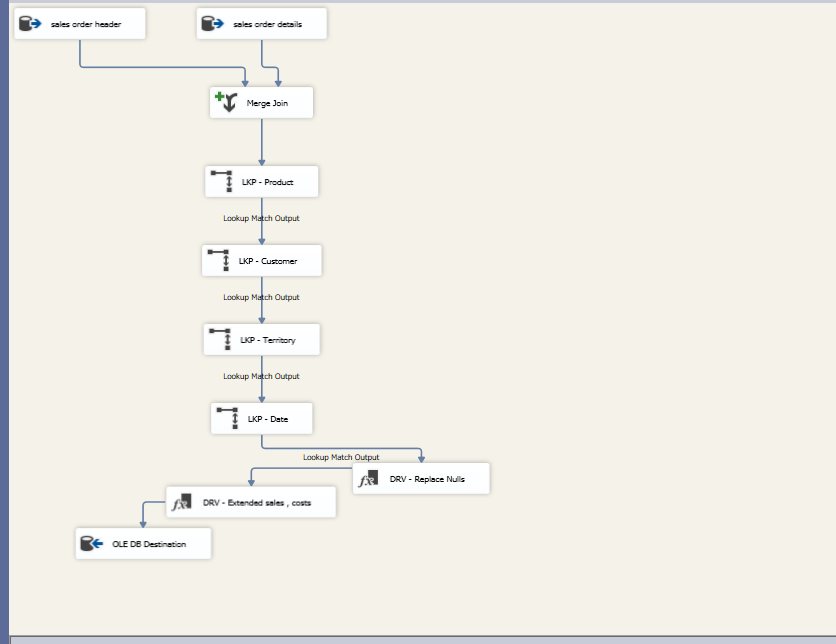 sales order header
sales order details
Merge Join
LKP - Product
Lookup Match Output
LKP - Customer
Lookup Match Output
LKP - Territory
Lookup Match Output
LKP - Date
Lookup Match Output
DRV - Replace Nulls
DRV - Extended sales , costs
OLE DB Destination